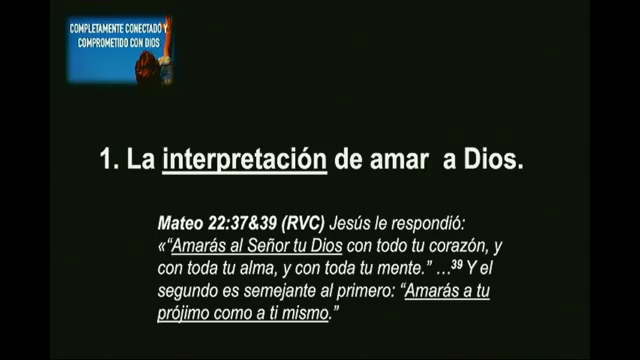 COMPLETAMENTE CONECTADO Y
COMPROMETIDO CON DIOS
1. La interpretación de amar a Dios.
Mateo 22:37&39 (RVC) Jesús le respondió:
«“Amarás al Señor tu Dios con todo tu corazón, y
con toda tu alma, y con toda tu mente.” …³⁹ Y el
segundo es semejante al primero: “Amarás a tu
prójimo como a ti mismo.”